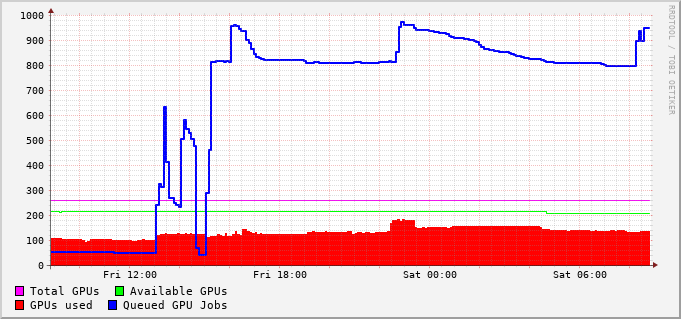 1000
900
800
700
600
500
400
300
200
100
0
Fri 12:00 Fri 18:00 Sat 00:00 Sat 06:00
Total GPUs Available GPUs
GPUs used Queued GPU Jobs
RRDTOOL / TOBI OETIKER